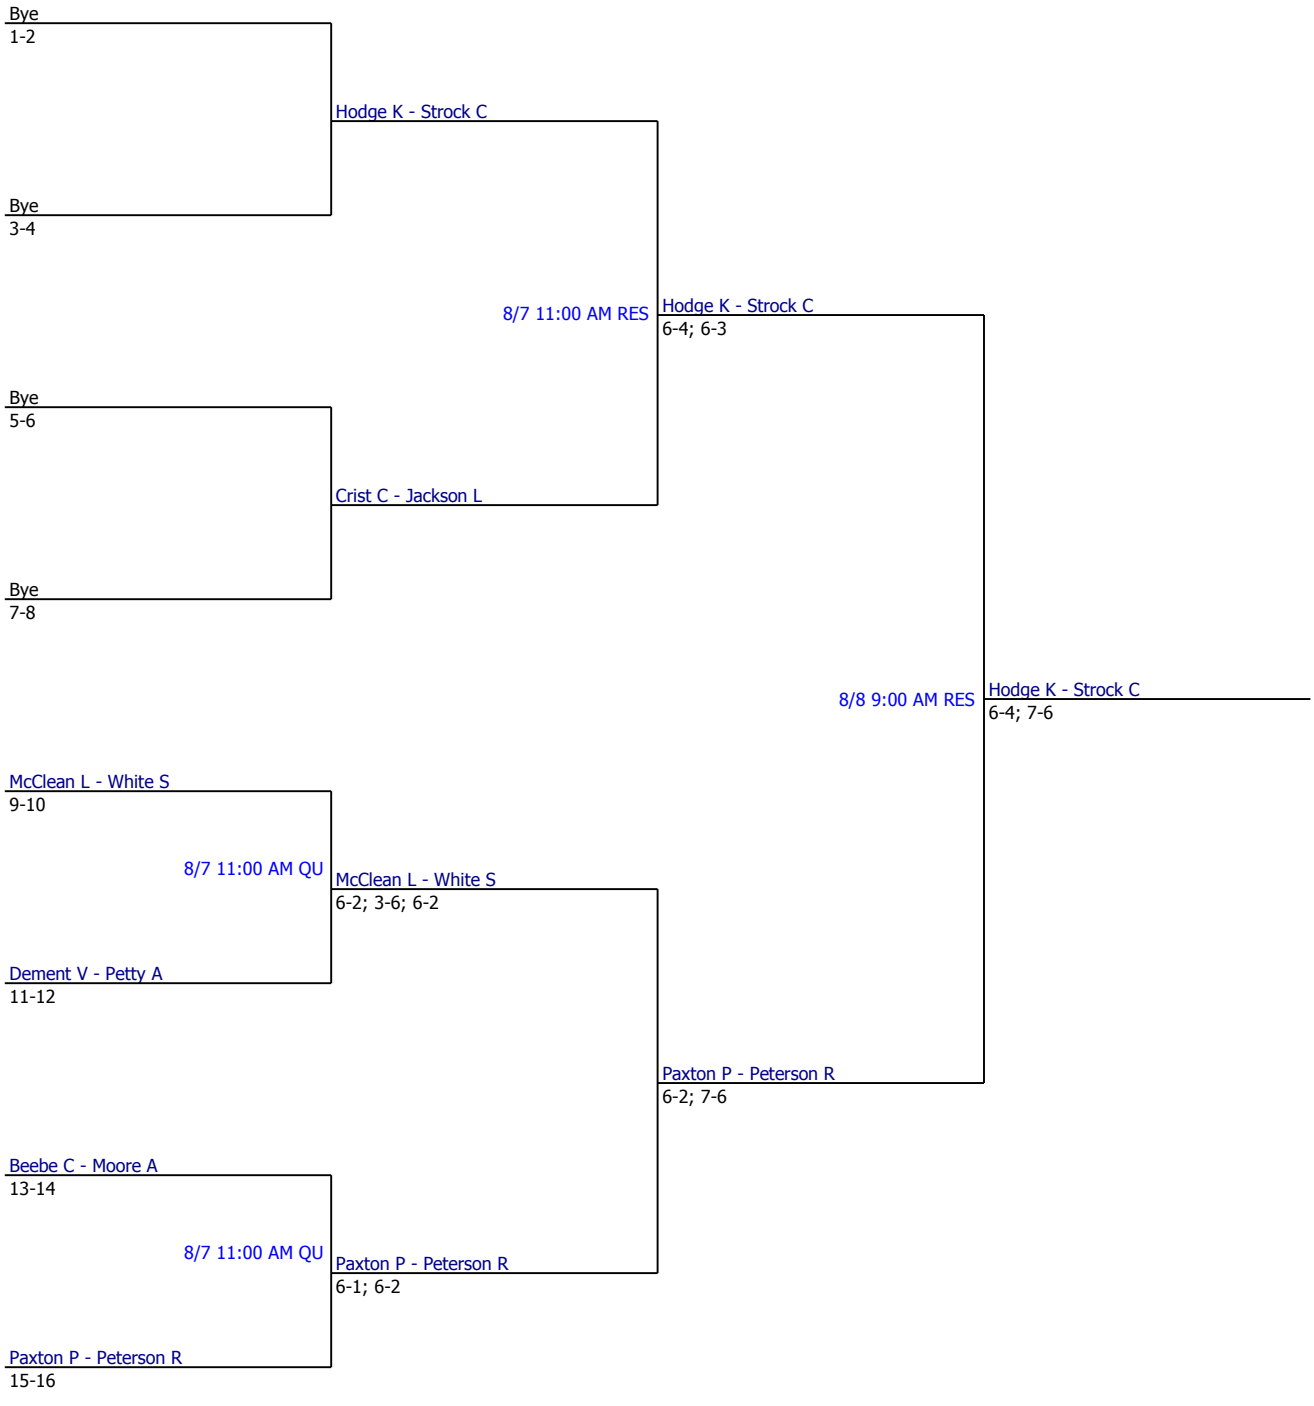 Bye
1-2
Hodge K - Strock C
Bye
3-4
8/7 11:00 AM RES
Hodge K - Strock C
6-4; 6-3
Bye
5-6
Crist C - Jackson L
Bye
7-8
8/8 9:00 AM RES
Hodge K - Strock C
6-4; 7-6
McClean L - White S
9-10
8/7 11:00 AM QU
McClean L - White S
6-2; 3-6; 6-2
Dement V - Petty A
11-12
Paxton P - Peterson R
6-2; 7-6
Beebe C - Moore A
13-14
8/7 11:00 AM QU
Paxton P - Peterson R
6-1; 6-2
Paxton P - Peterson R
15-16